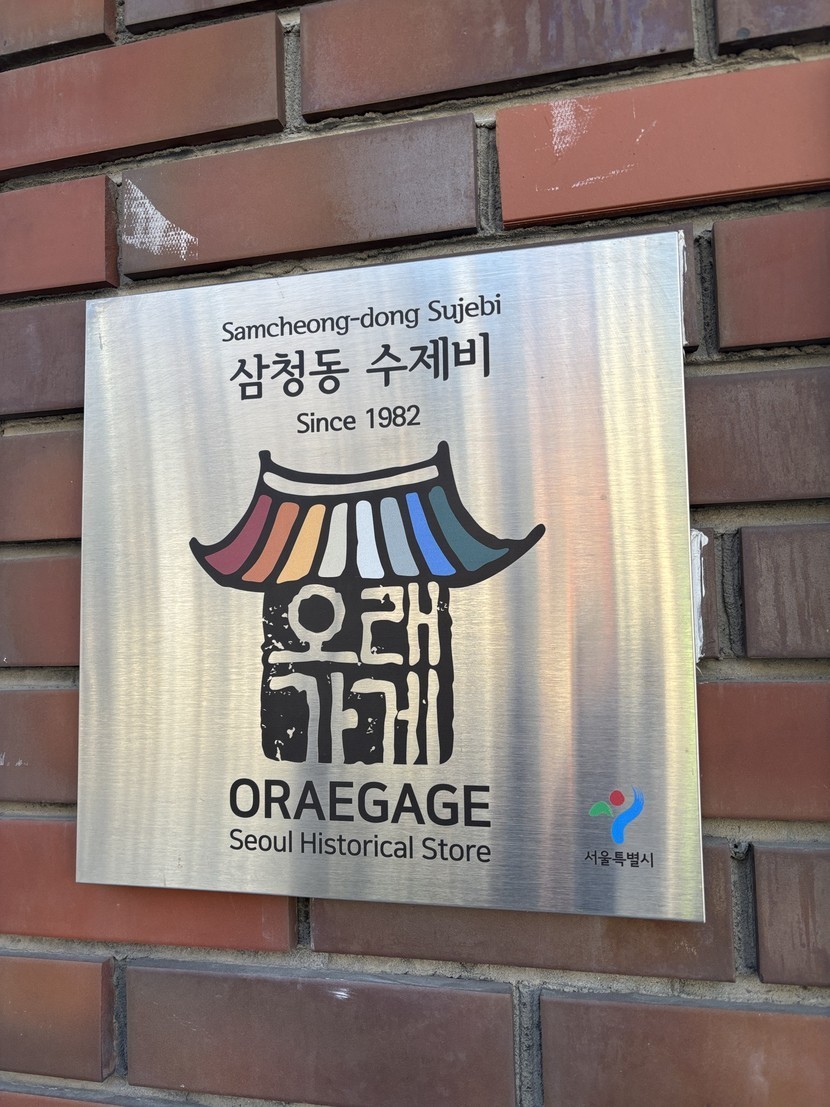 Samcheong-dong Sujebi
삼청동 수제비
Since 1982
오래
가게
ORAEGAGE
Seoul Historical Store
서울특별시